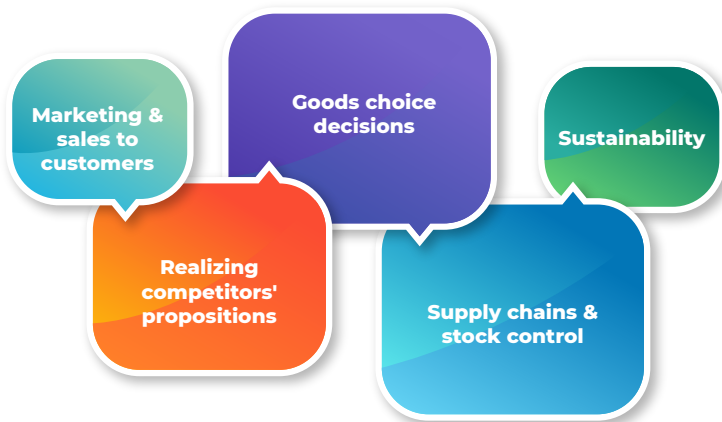 Marketing &
sales to
customers
Goods choice
decisions
Sustainability
Realizing
competitors'
propositions
Supply chains &
stock control